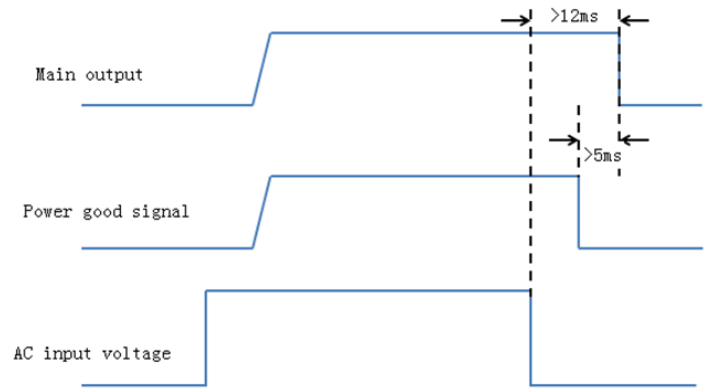 >12ms
Main output
>5ms
Power good signal
AC input voltage